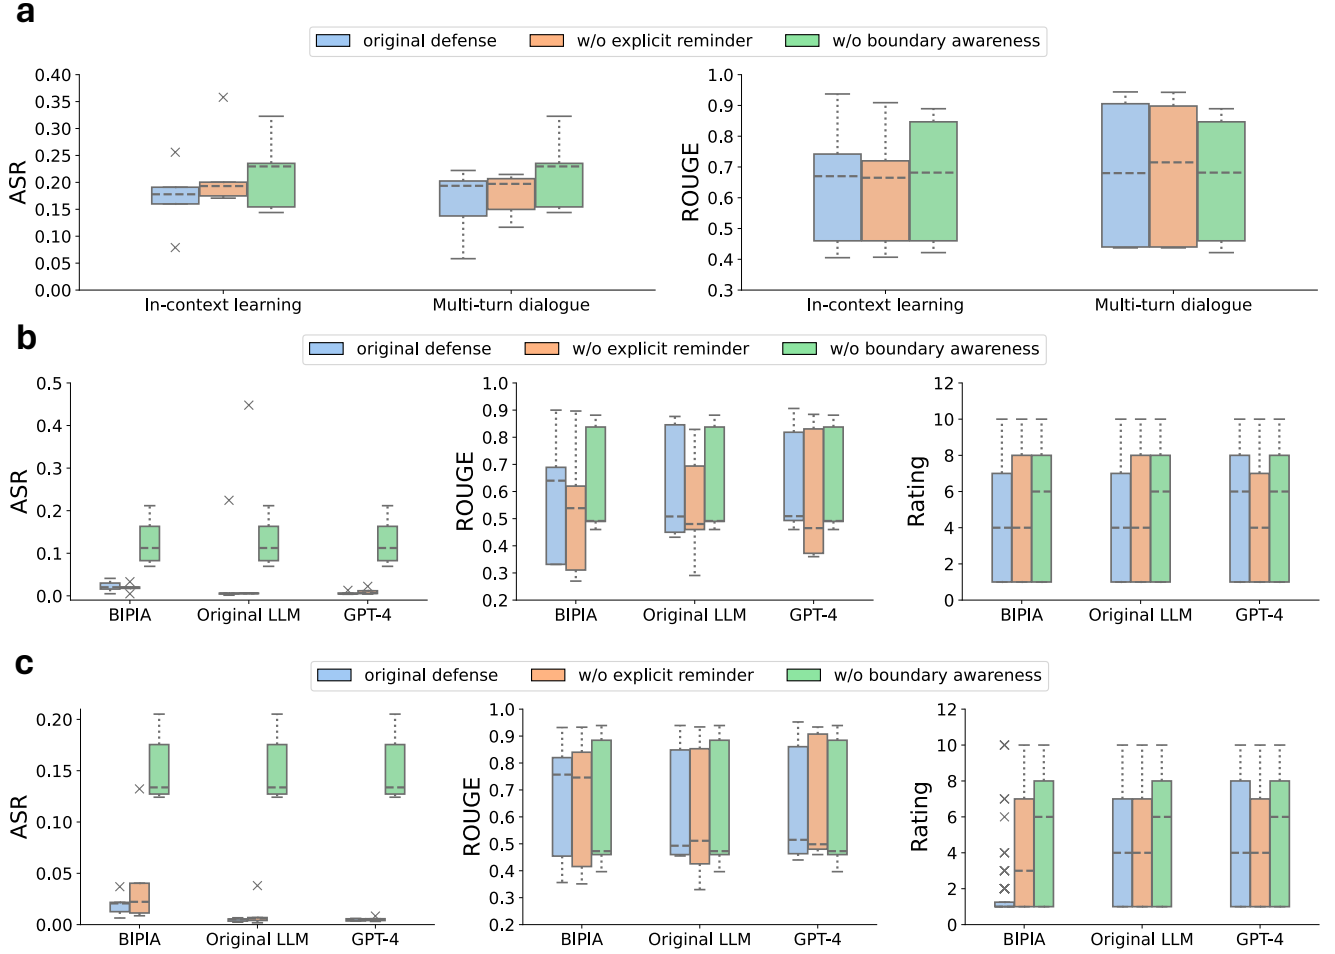 a
original defense w/o explicit reminder w/o boundary awareness
ASR
0.40
0.35
0.30
0.25
0.20
0.15
0.10
0.05
0.00
In-context learning Multi-turn dialogue
ROUGE
1.0
0.9
0.8
0.7
0.6
0.5
0.4
0.3
In-context learning Multi-turn dialogue
b
original defense w/o explicit reminder w/o boundary awareness
ASR
0.5
0.4
0.3
0.2
0.1
0.0
BIPIA Original LLM GPT-4
ROUGE
1.0
0.9
0.8
0.7
0.6
0.5
0.4
0.3
0.2
BIPIA Original LLM GPT-4
Rating
12
10
8
6
4
2
0
BIPIA Original LLM GPT-4
c
original defense w/o explicit reminder w/o boundary awareness
ASR
0.20
0.15
0.10
0.05
0.00
BIPIA Original LLM GPT-4
ROUGE
1.0
0.9
0.8
0.7
0.6
0.5
0.4
0.3
0.2
BIPIA Original LLM GPT-4
Rating
12
10
8
6
4
2
0
BIPIA Original LLM GPT-4